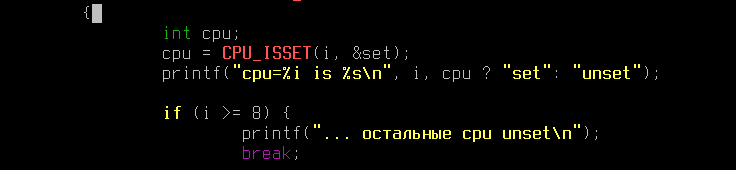 {
int cpu;
cpu = CPU_ISSET(i, &set);
printf("cpu=%i is %s\n", i, cpu ? "set": "unset");
if (i >= 8) {
printf("... остальные cpu unset\n");
break;